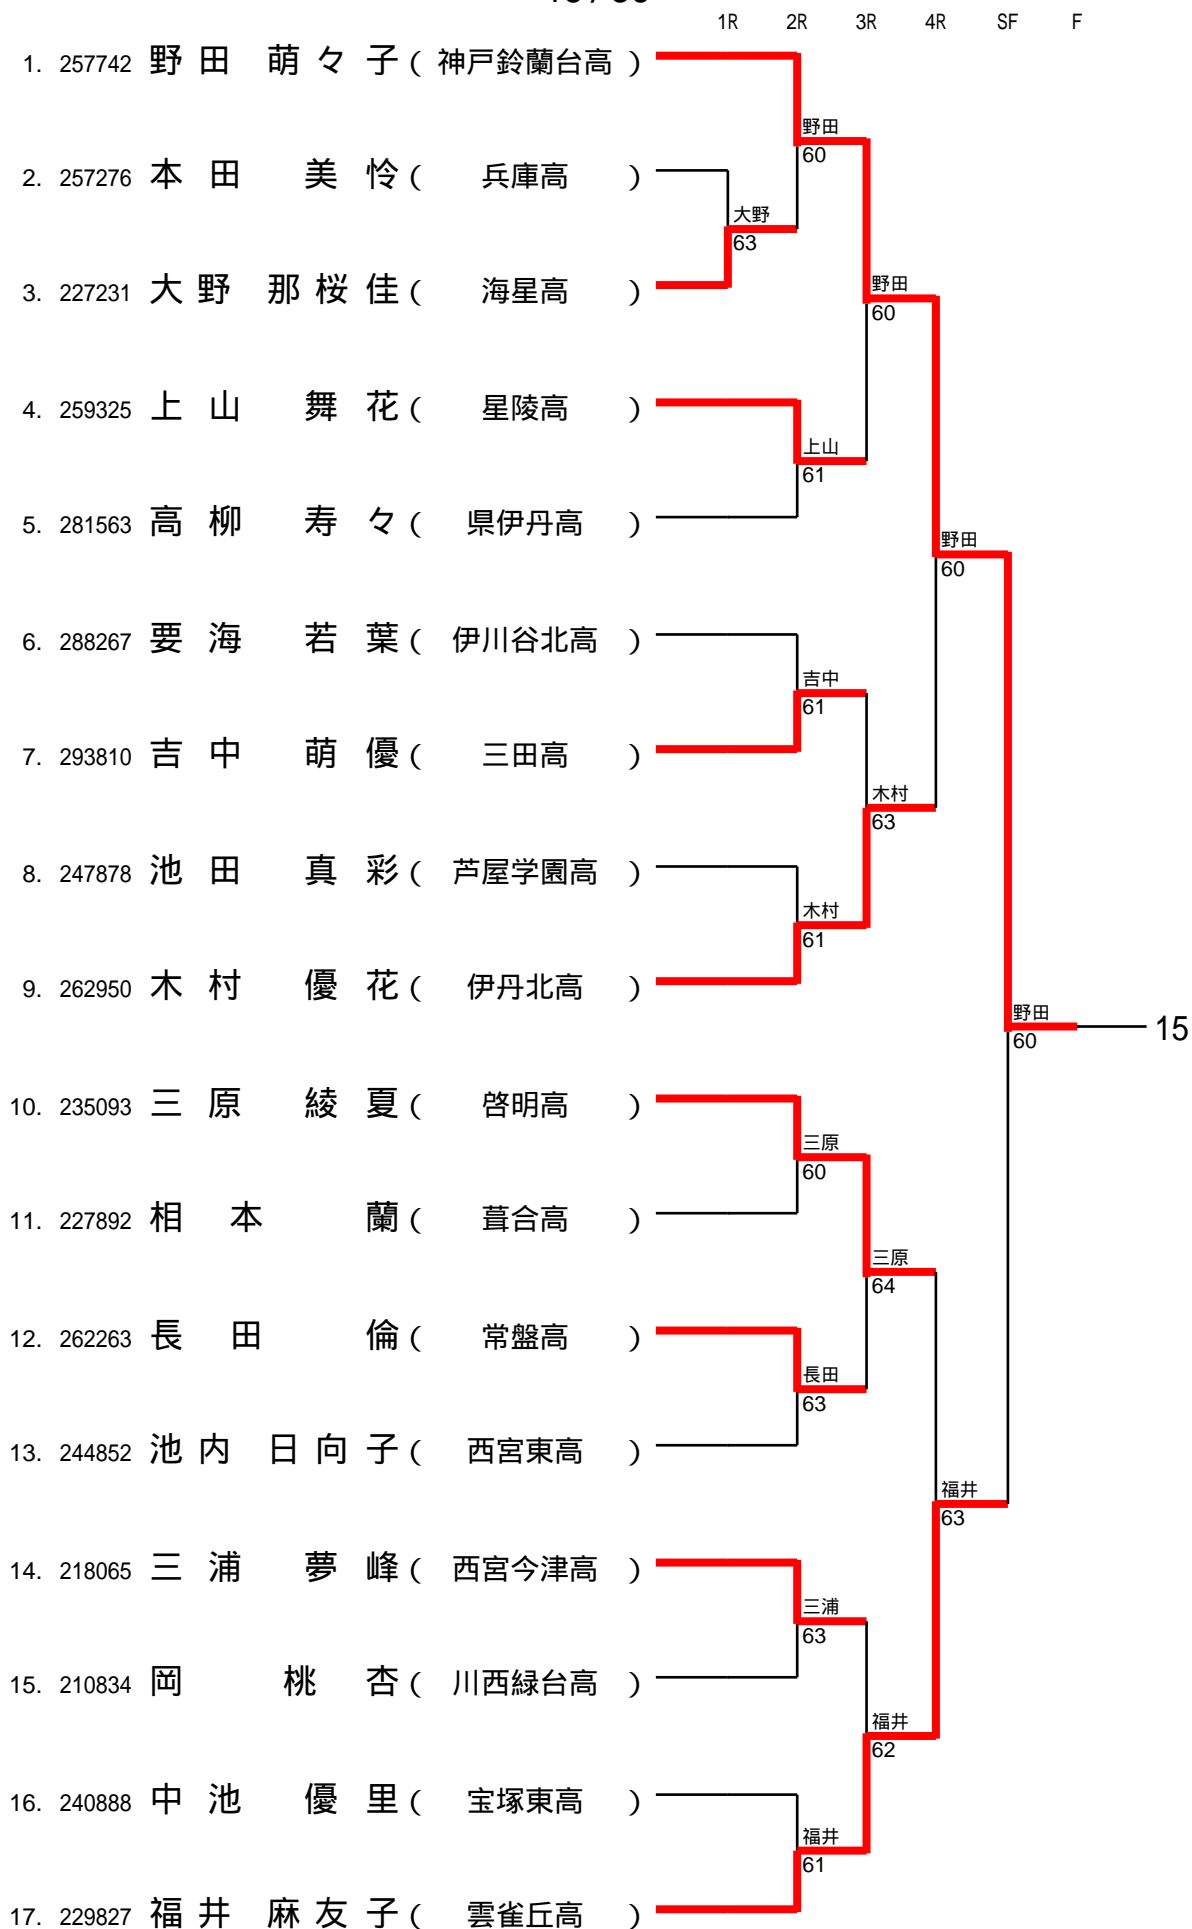 1R 2R 3R 4R SF F
1. 257742 野田 萌々子 ( 神戸鈴蘭台高 )
野田
60
2. 257276 本田 美怜 ( 兵庫高 )
大野
63
3. 227231 大野 那桜佳 ( 海星高 )
野田
60
4. 259325 上山 舞花 ( 星陵高 )
上山
61
5. 281563 高柳 寿々 ( 県伊丹高 )
野田
60
6. 288267 要海 若葉 ( 伊川谷北高 )
吉中
61
7. 293810 吉中 萌優 ( 三田高 )
木村
63
8. 247878 池田 真彩 ( 芦屋学園高 )
木村
61
9. 262950 木村 優花 ( 伊丹北高 )
野田
60
15
10. 235093 三原 綾夏 ( 啓明高 )
三原
60
11. 227892 相本 蘭 ( 葺合高 )
三原
64
12. 262263 長田 倫 ( 常盤高 )
長田
63
13. 244852 池内 日向子 ( 西宮東高 )
福井
63
14. 218065 三浦 夢峰 ( 西宮今津高 )
三浦
63
15. 210834 岡 桃杏 ( 川西緑台高 )
福井
62
16. 240888 中池 優里 ( 宝塚東高 )
福井
61
17. 229827 福井 麻友子 ( 雲雀丘高 )